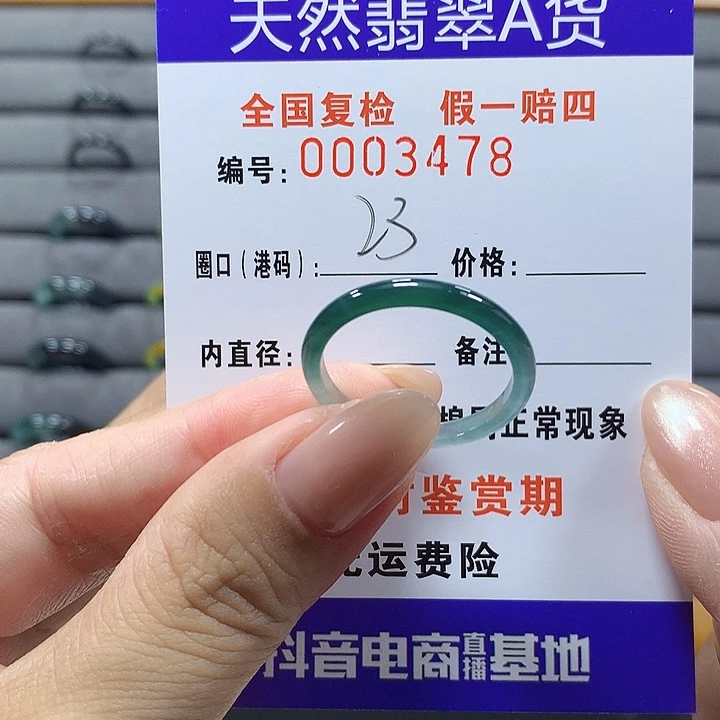 天然翡翠A货
全国复检 假一赔四
编号: 0003478
23
圈口(港码): 价格:
内直径: 备注
正常现象
鉴赏期
运费险
抖音电商直播基地